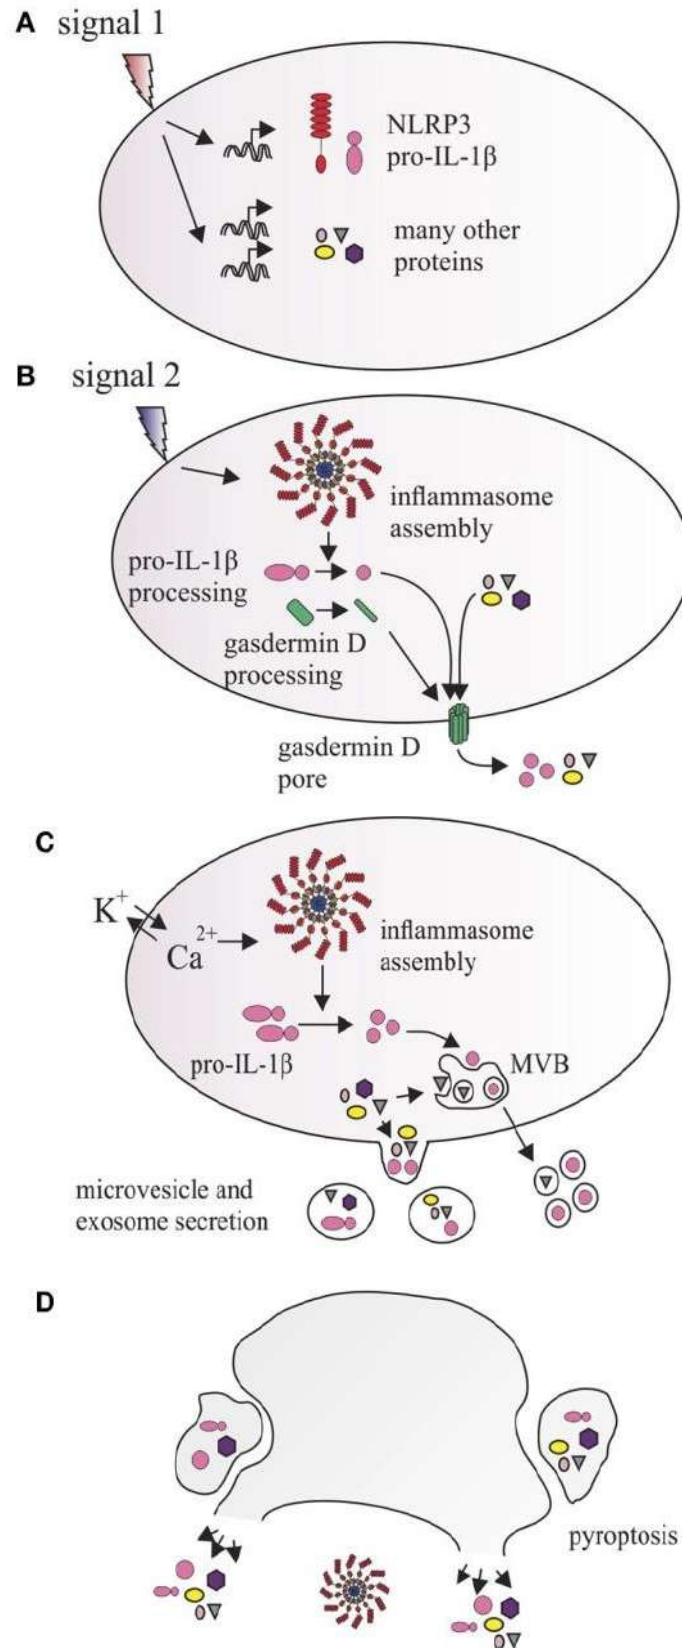 A signal 1
NLRP3
pro-IL-1β
many other
proteins
B signal 2
inflammasome
assembly
pro-IL-1β
processing
gasdermin D
processing
gasdermin D
pore
C
K+
Ca2+
inflammasome
assembly
pro-IL-1β
MVB
microvesicle and
exosome secretion
D
pyroptosis